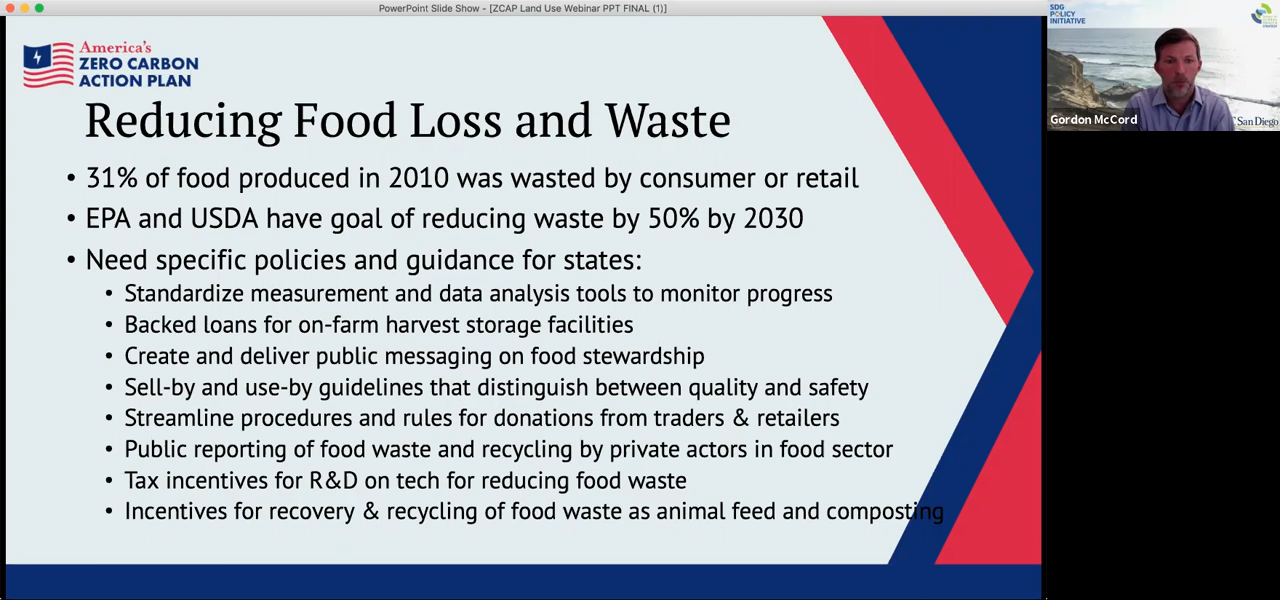 PowerPoint Slide Show - [ZCAP Land Use Webinar PPT FINAL (1)]
America's
ZERO CARBON
ACTION PLAN
Reducing Food Loss and Waste
• 31% of food produced in 2010 was wasted by consumer or retail
• EPA and USDA have goal of reducing waste by 50% by 2030
• Need specific policies and guidance for states:
• Standardize measurement and data analysis tools to monitor progress
• Backed loans for on-farm harvest storage facilities
• Create and deliver public messaging on food stewardship
• Sell-by and use-by guidelines that distinguish between quality and safety
• Streamline procedures and rules for donations from traders & retailers
• Public reporting of food waste and recycling by private actors in food sector
• Tax incentives for R&D on tech for reducing food waste
• Incentives for recovery & recycling of food waste as animal feed and composting
SDG
POLICY
INITIATIVE
Gordon McCord
San Diego